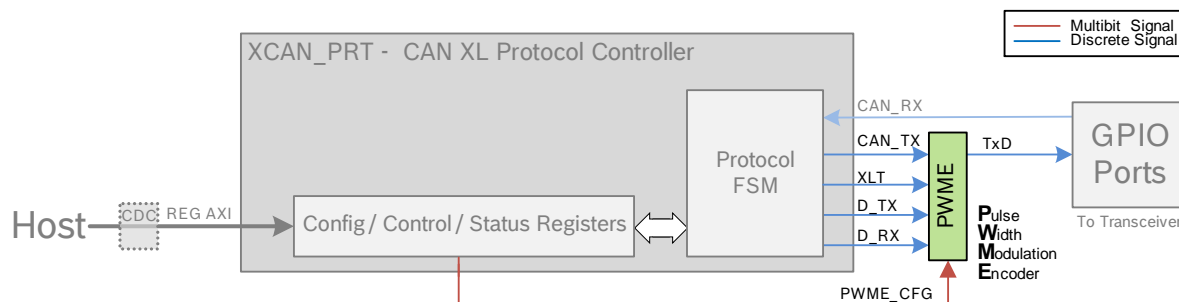 Multibit Signal
Discrete Signal
XCAN_PRT - CAN XL Protocol Controller
CAN_RX
CAN_TX
TxD
GPIO
Ports
Protocol
FSM
XLT
PWME
Host
CDC
REG AXI
Config / Control / Status Registers
D_TX
D_RX
Pulse
Width
Modulation
Encoder
To Transceiver
PWME_CFG